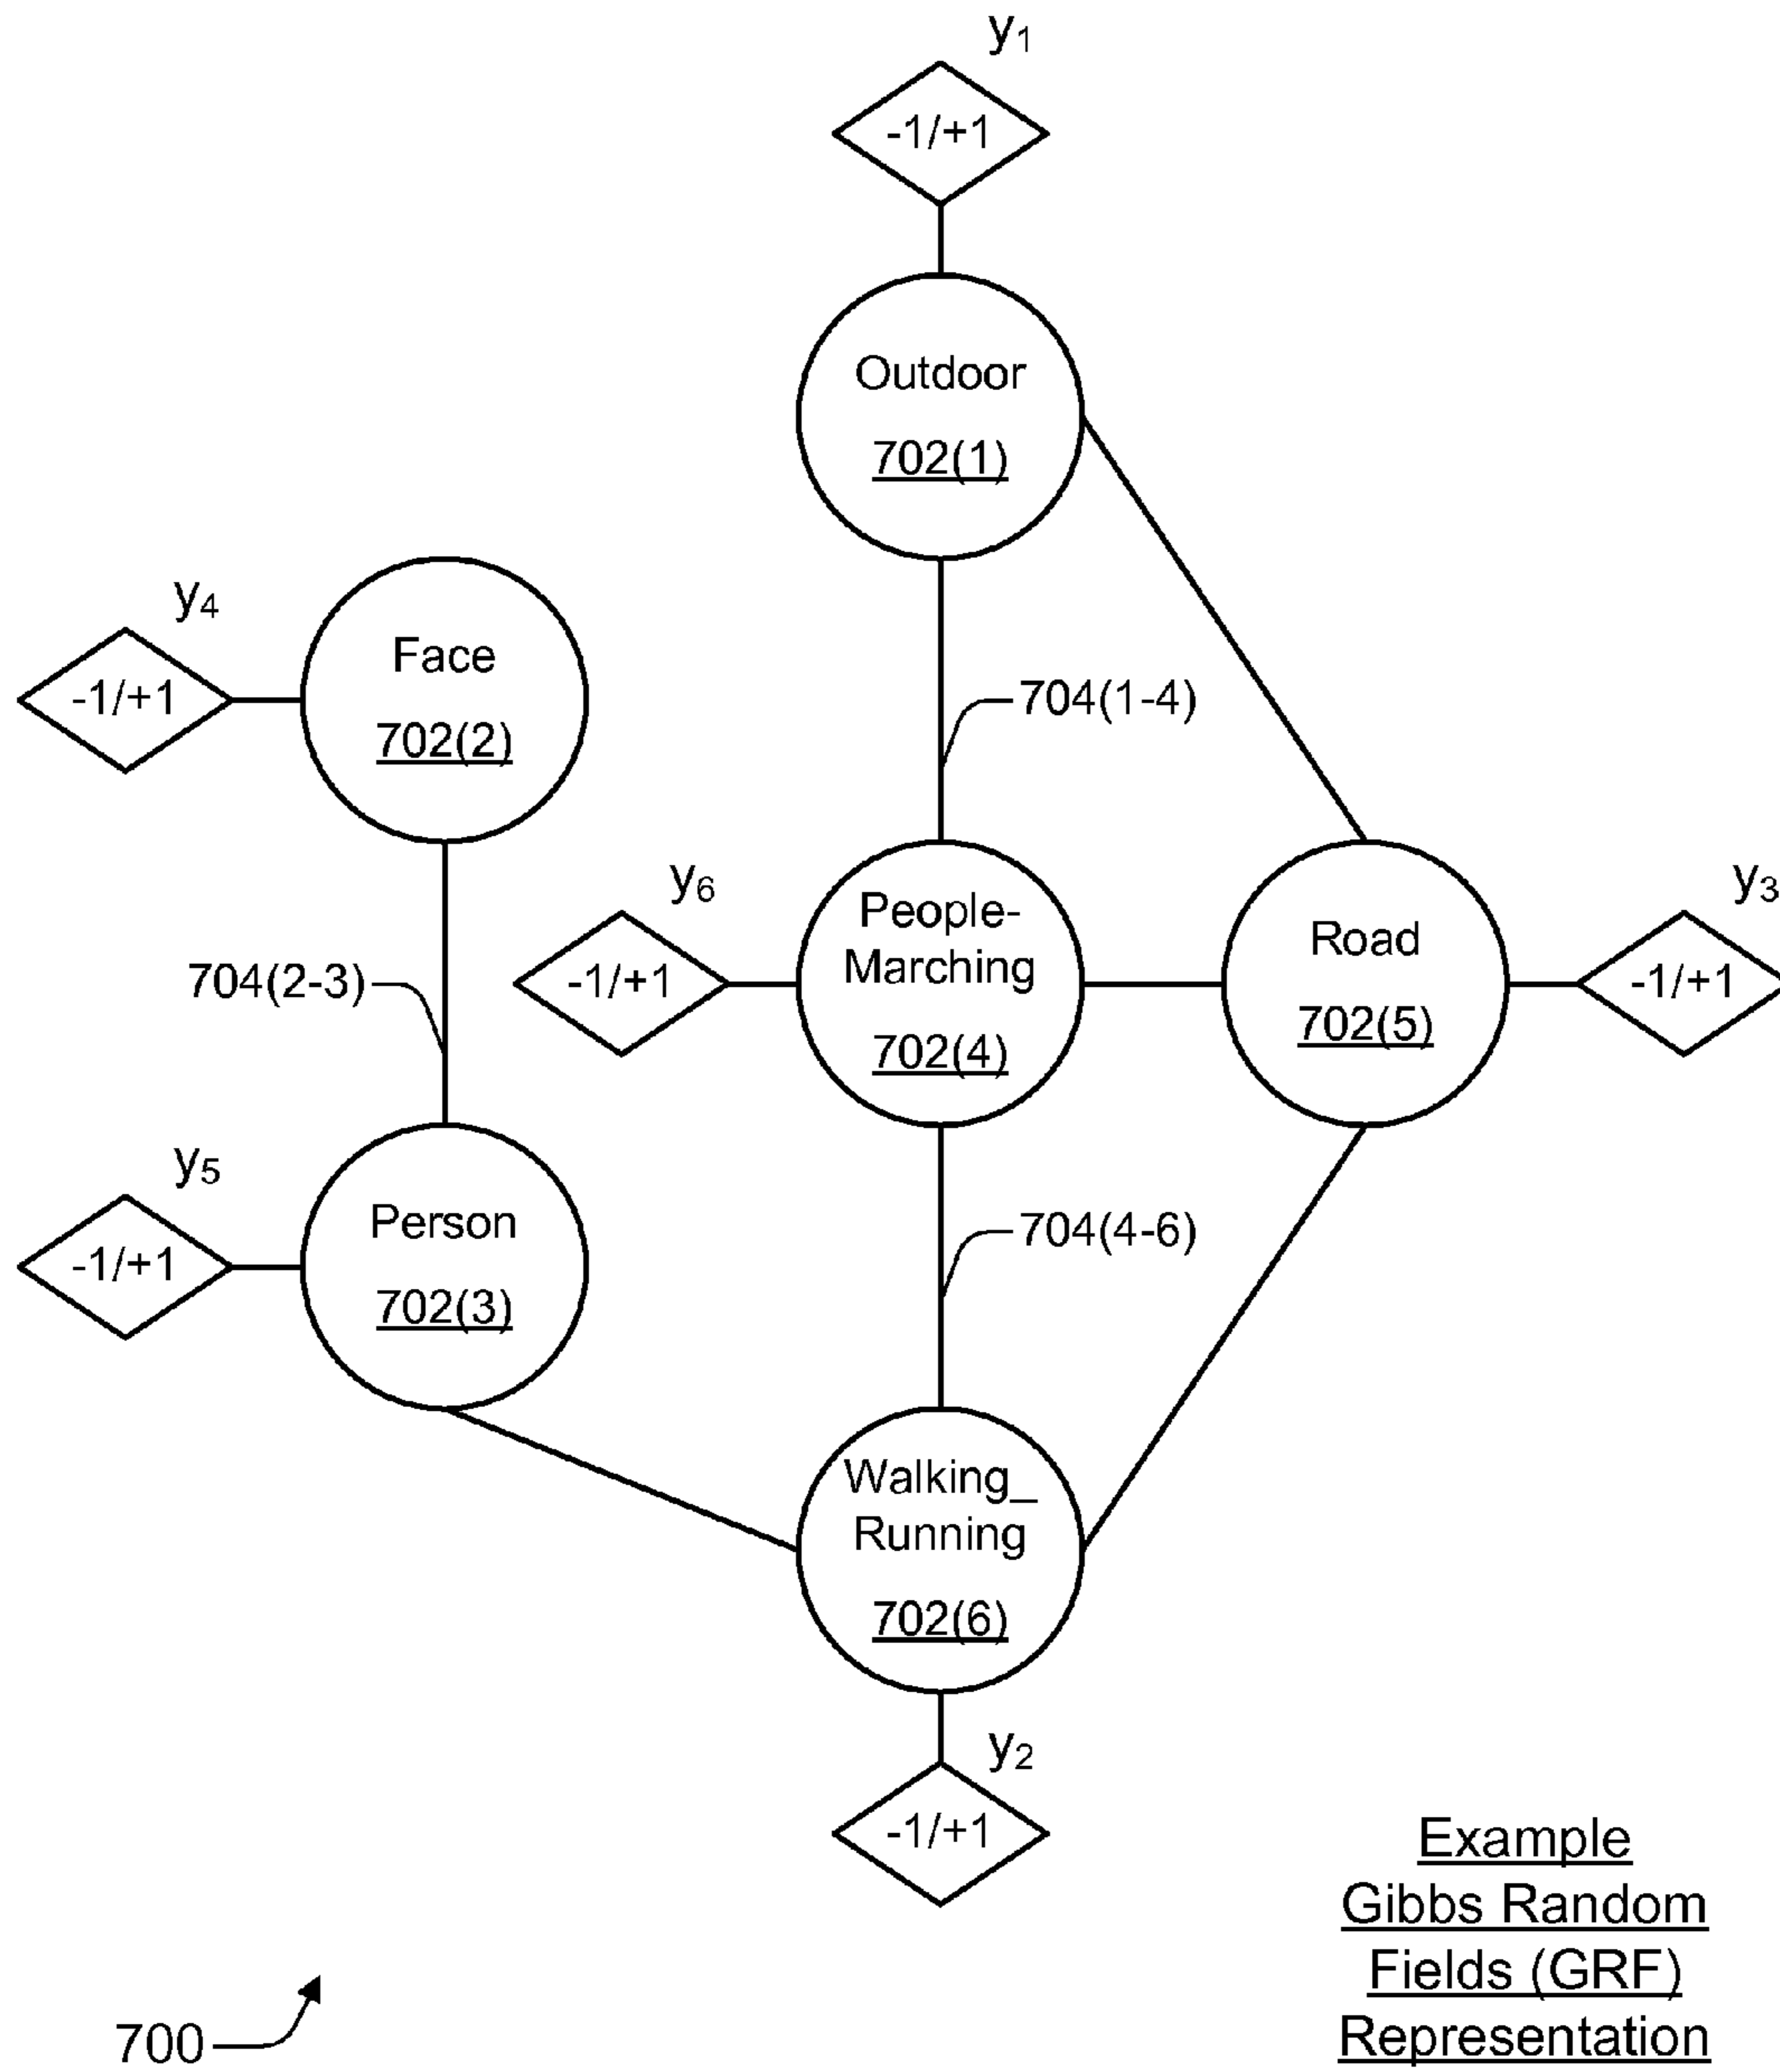 y1
-1/+1
Outdoor
702(1)
y4
-1/+1
Face
702(2)
704(1-4)
y6
-1/+1
People-
Marching
702(4)
Road
702(5)
y3
-1/+1
704(2-3)
y5
-1/+1
Person
702(3)
704(4-6)
Walking_
Running
702(6)
y2
-1/+1
Example
Gibbs Random
Fields (GRF)
Representation
700